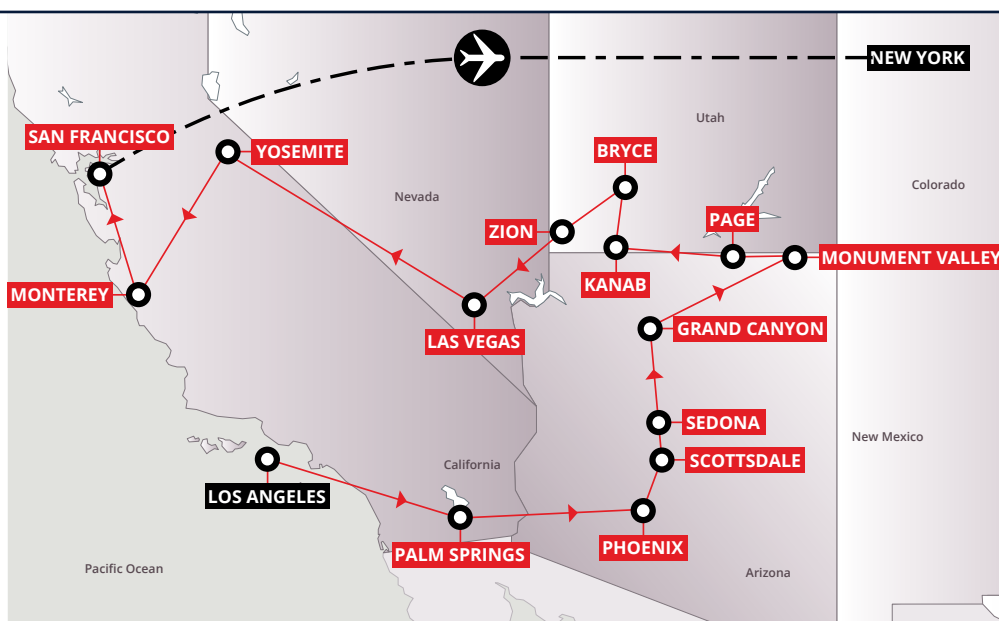 NEW YORK
Utah
SAN FRANCISCO
YOSEMITE
BRYCE
Nevada
Colorado
PAGE
ZION
MONUMENT VALLEY
KANAB
MONTEREY
GRAND CANYON
LAS VEGAS
SEDONA
New Mexico
SCOTTSDALE
California
LOS ANGELES
PALM SPRINGS
PHOENIX
Pacific Ocean
Arizona